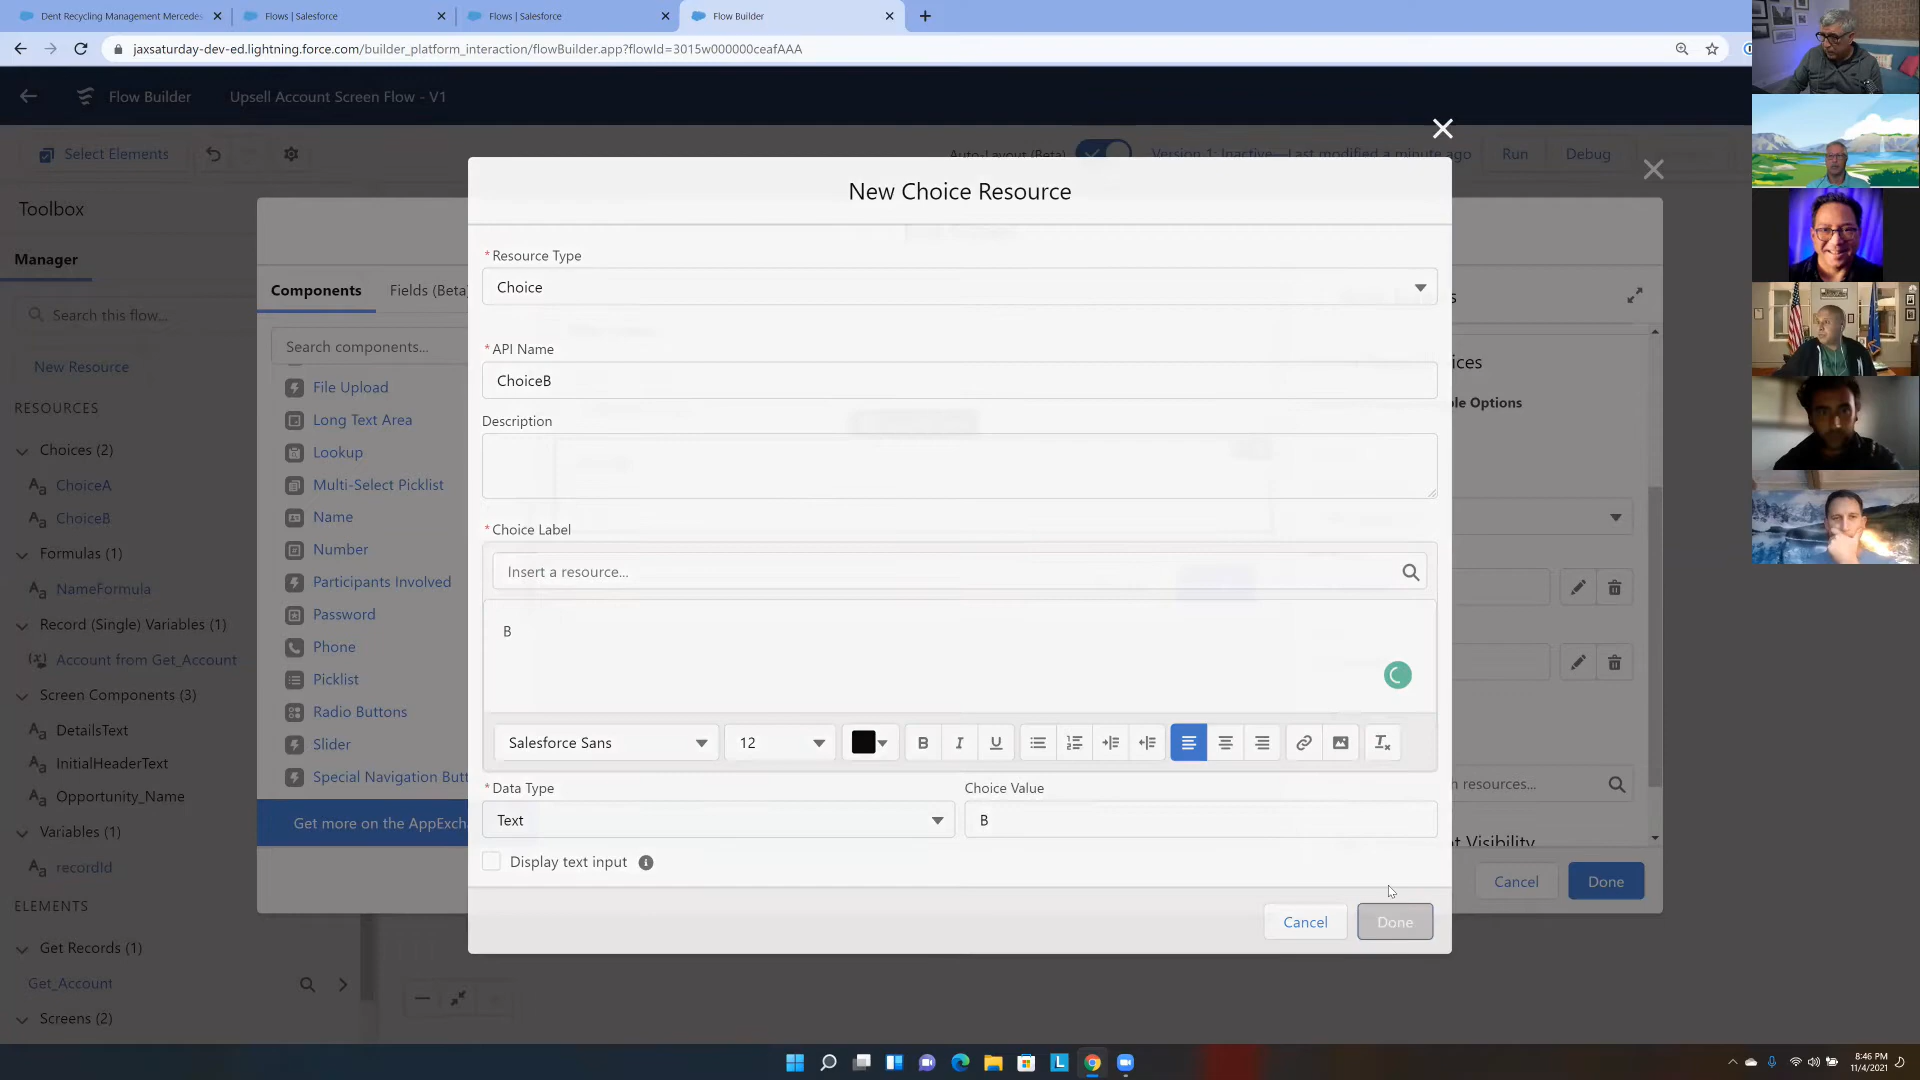 Dent Recycling Management Mercedes
Flows | Salesforce
Flows | Salesforce
Flow Builder
jaxsaturday-dev-ed.lightning.force.com/builder_platform_interaction/flowBuilder.app?flowId=3015w000000ceafAAA
Flow Builder
Upsell Account Screen Flow - V1
Select Elements
Auto-Layout (Beta)
Version 1: Inactive—Last modified a minute ago
Run
Debug
Toolbox
Manager
Search this flow...
New Resource
RESOURCES
Choices (2)
ChoiceA
ChoiceB
Formulas (1)
NameFormula
Record (Single) Variables (1)
Account from Get_Account
Screen Components (3)
DetailsText
InitialHeaderText
Opportunity_Name
Variables (1)
recordId
ELEMENTS
Get Records (1)
Get_Account
Screens (2)
Components
Fields (Beta)
Search components...
File Upload
Long Text Area
Lookup
Multi-Select Picklist
Name
Number
Participants Involved
Password
Phone
Picklist
Radio Buttons
Slider
Special Navigation Butt
Get more on the AppExcha
New Choice Resource
* Resource Type
Choice
* API Name
ChoiceB
Description
* Choice Label
Insert a resource...
B
Salesforce Sans
12
B I U
* Data Type
Text
Choice Value
B
Display text input
Cancel
Done
ices
ble Options
n resources...
t Visibility
Cancel
Done
8:46 PM
11/4/2021